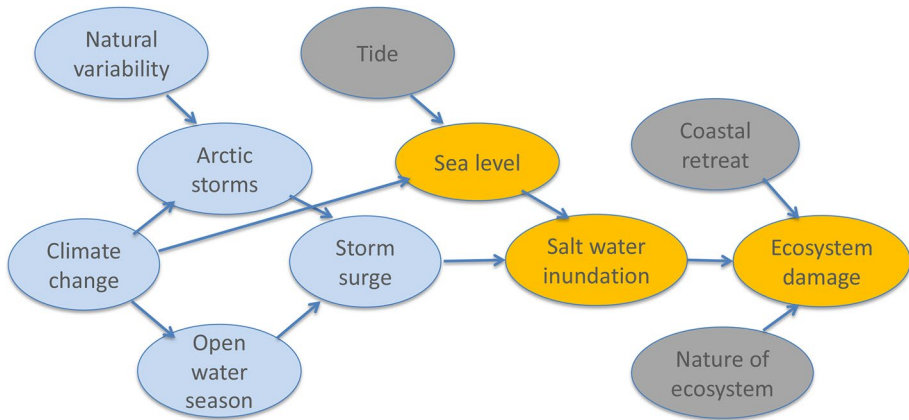 Natural
variability
Tide
Arctic
storms
Sea level
Coastal
retreat
Climate
change
Storm
surge
Salt water
inundation
Ecosystem
damage
Open
water
season
Nature of
ecosystem